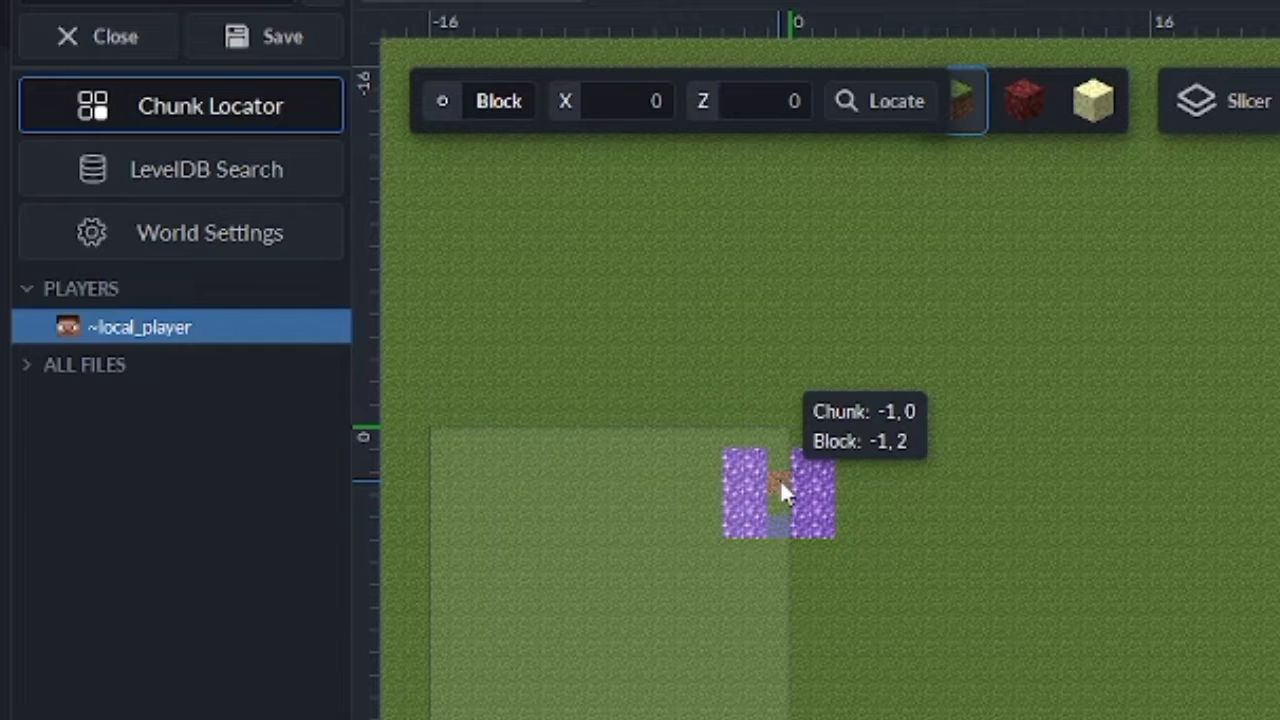 Close
Save
Chunk Locator
LevelDB Search
World Settings
PLAYERS
~local_player
ALL FILES
-16
0
16
-16
0
Block
X 0
Z 0
Locate
Slicer
Chunk: -1, 0
Block: -1, 2